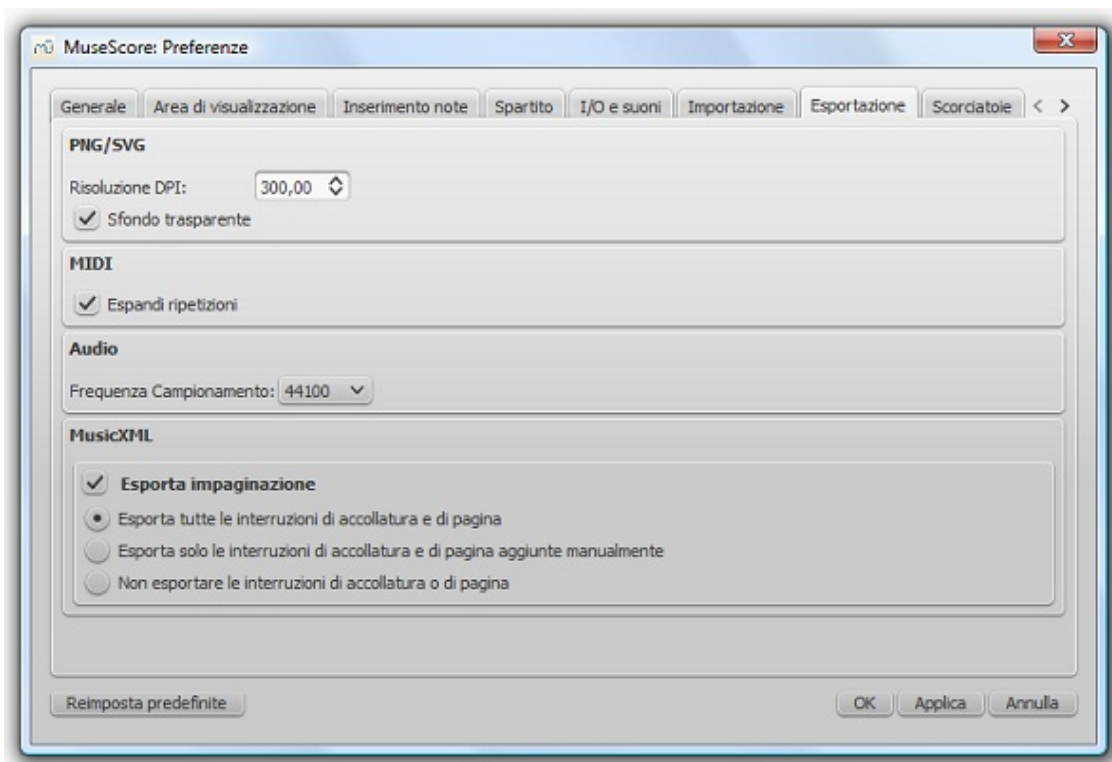 MuseScore: Preferenze
Generale Area di visualizzazione Inserimento note Spartito I/O e suoni Importazione Esportazione Scorciatoie
PNG/SVG
Risoluzione DPI: 300,00
Sfondo trasparente
MIDI
Espandi ripetizioni
Audio
Frequenza Campionamento: 44100
MusicXML
Esporta impaginazione
Esporta tutte le interruzioni di accollatura e di pagina
Esporta solo le interruzioni di accollatura e di pagina aggiunte manualmente
Non esportare le interruzioni di accollatura o di pagina
Reimposta predefinite OK Applica Annulla